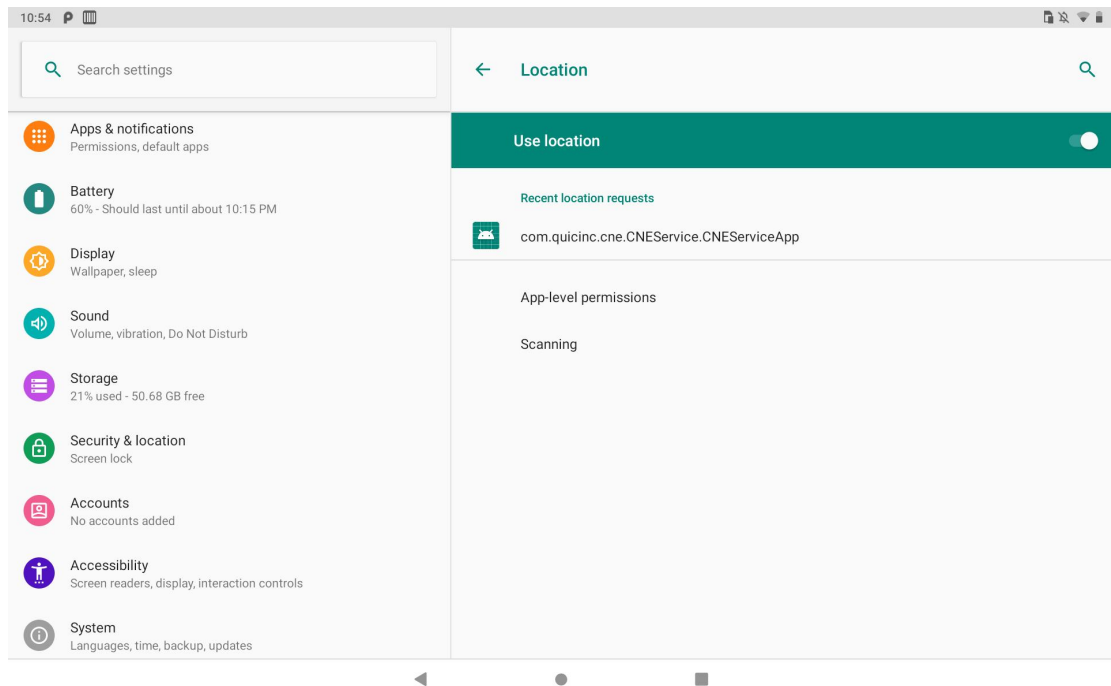 10:54
Search settings
Apps & notifications
Permissions, default apps
Battery
60% - Should last until about 10:15 PM
Display
Wallpaper, sleep
Sound
Volume, vibration, Do Not Disturb
Storage
21% used - 50.68 GB free
Security & location
Screen lock
Accounts
No accounts added
Accessibility
Screen readers, display, interaction controls
System
Languages, time, backup, updates
Location
Use location
Recent location requests
com.quicinc.cne.CNEService.CNEServiceApp
App-level permissions
Scanning